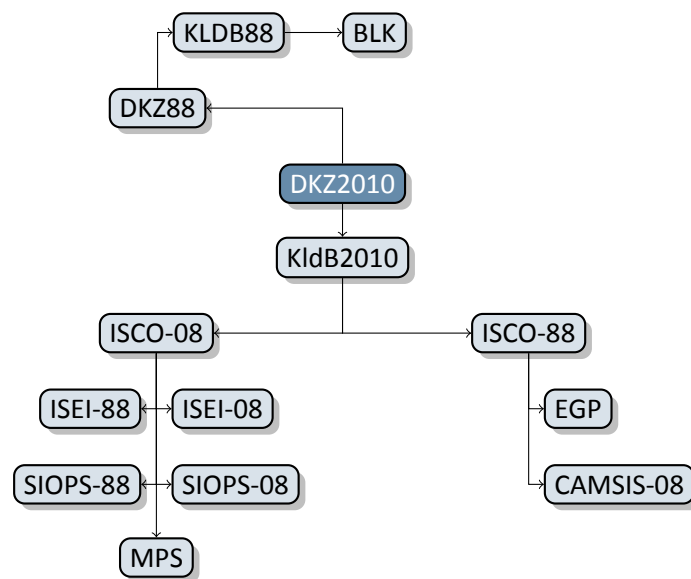 KLDB88 BLK
DKZ88
DKZ2010
KldB2010
ISCO-08 ISCO-88
ISEI-88 ISEI-08 EGP
SIOPS-88 SIOPS-08 CAMSIS-08
MPS